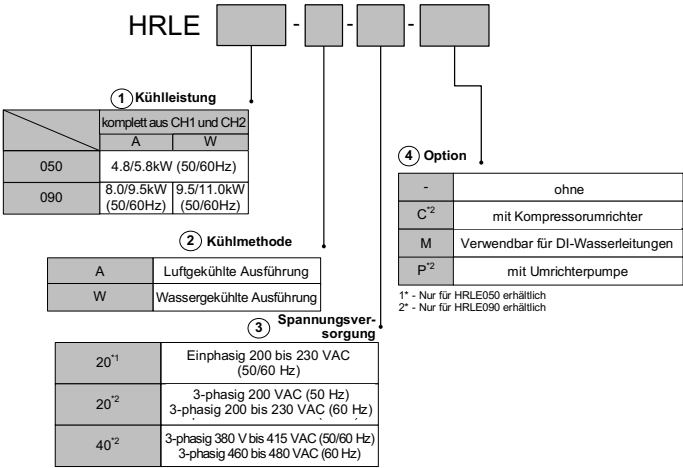 HRLE - - -
① Kühlleistung
komplett aus CH1 und CH2
A W
050 4.8/5.8kW (50/60Hz)
090 8.0/9.5kW (50/60Hz) 9.5/11.0kW (50/60Hz)
② Kühlmethode
A Luftgekühlte Ausführung
W Wassergekühlte Ausführung
③ Spannungsver-
sorgung
20*1 Einphasig 200 bis 230 VAC
(50/60 Hz)
20*2 3-phasig 200 VAC (50 Hz)
3-phasig 200 bis 230 VAC (60 Hz)
40*2 3-phasig 380 V bis 415 VAC (50/60 Hz)
3-phasig 460 bis 480 VAC (60 Hz)
④ Option
- ohne
C*2 mit Kompressorumrichter
M Verwendbar für DI-Wasserleitungen
P*2 mit Umrichterpumpe
1* - Nur für HRLE050 erhältlich
2* - Nur für HRLE090 erhältlich